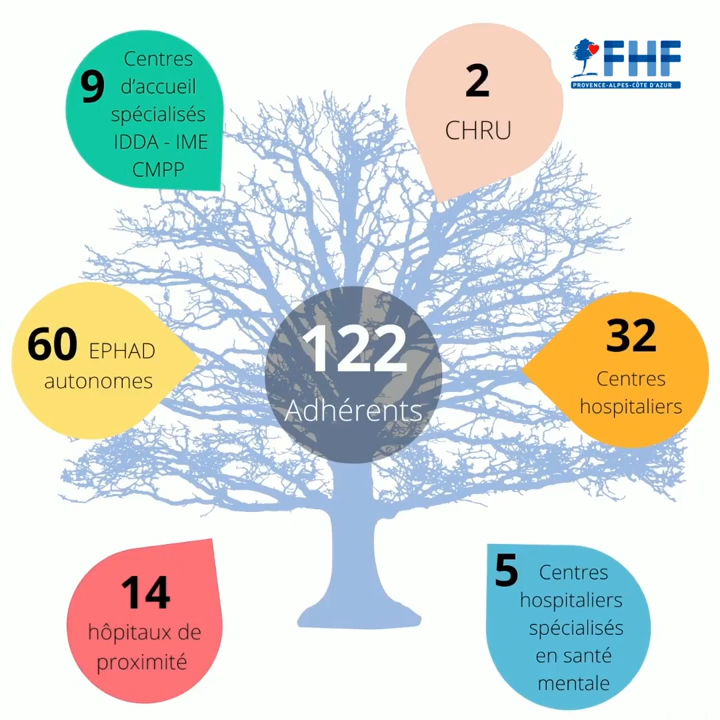 9
Centres
d'accueil
spécialisés
IDDA - IME
CMPP
2
CHRU
FHF
PROVENCE-ALPES-CÔTE D'AZUR
60 EPHAD
autonomes
122
Adhérents
32
Centres
hospitaliers
14
hôpitaux de
proximité
5
Centres
hospitaliers
spécialisés
en santé
mentale